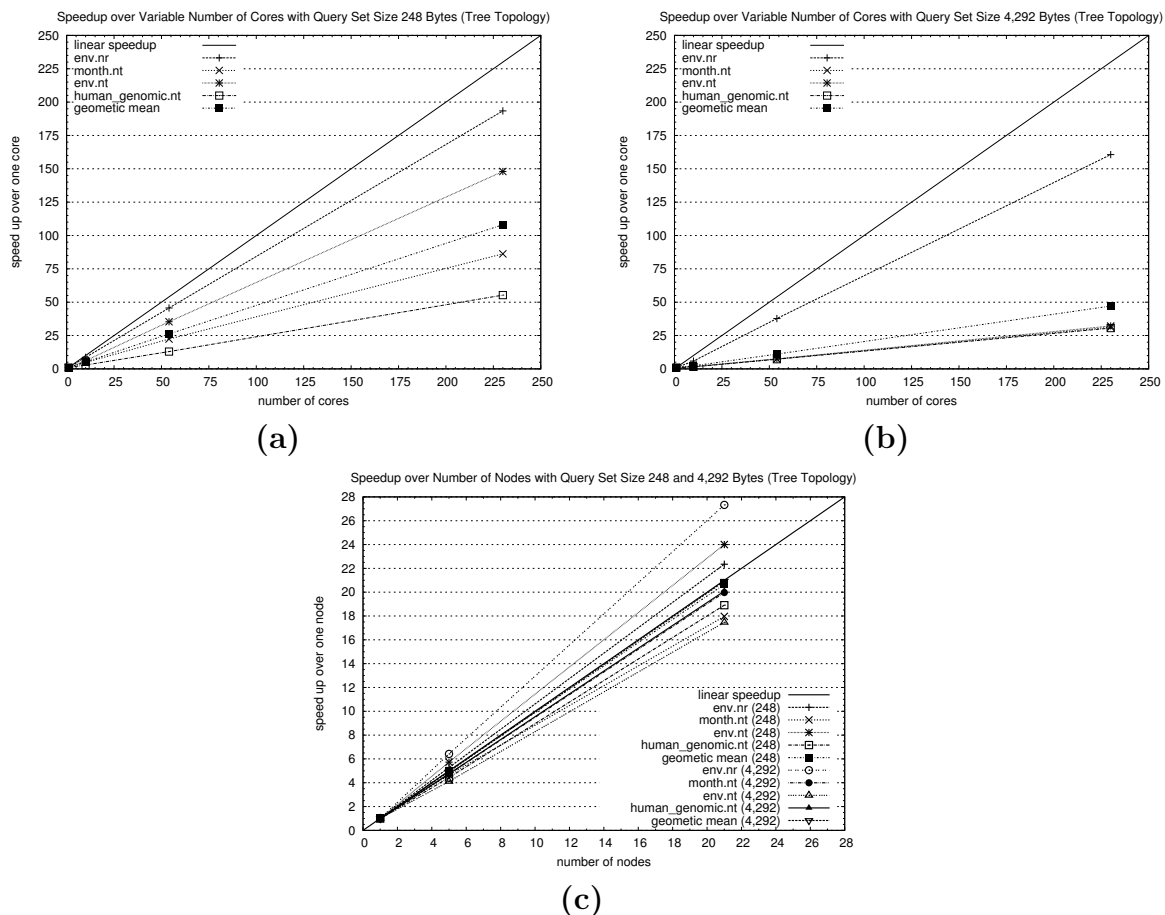 Speedup over Variable Number of Cores with Query Set Size 248 Bytes (Tree Topology)
250
225
200
175
150
125
100
75
50
25
0
speed up over one core
linear speedup
env.nr
month.nt
env.nt
human_genomic.nt
geometic mean
0 25 50 75 100 125 150 175 200 225 250
number of cores
(a)
Speedup over Variable Number of Cores with Query Set Size 4,292 Bytes (Tree Topology)
250
225
200
175
150
125
100
75
50
25
0
speed up over one core
linear speedup
env.nr
month.nt
env.nt
human_genomic.nt
geometic mean
0 25 50 75 100 125 150 175 200 225 250
number of cores
(b)
Speedup over Number of Nodes with Query Set Size 248 and 4,292 Bytes (Tree Topology)
28
26
24
22
20
18
16
14
12
10
8
6
4
2
0
speed up over one node
linear speedup
env.nr (248)
month.nt (248)
env.nt (248)
human_genomic.nt (248)
geometic mean (248)
env.nr (4,292)
month.nt (4,292)
env.nt (4,292)
human_genomic.nt (4,292)
geometic mean (4,292)
0 2 4 6 8 10 12 14 16 18 20 22 24 26 28
number of nodes
(c)